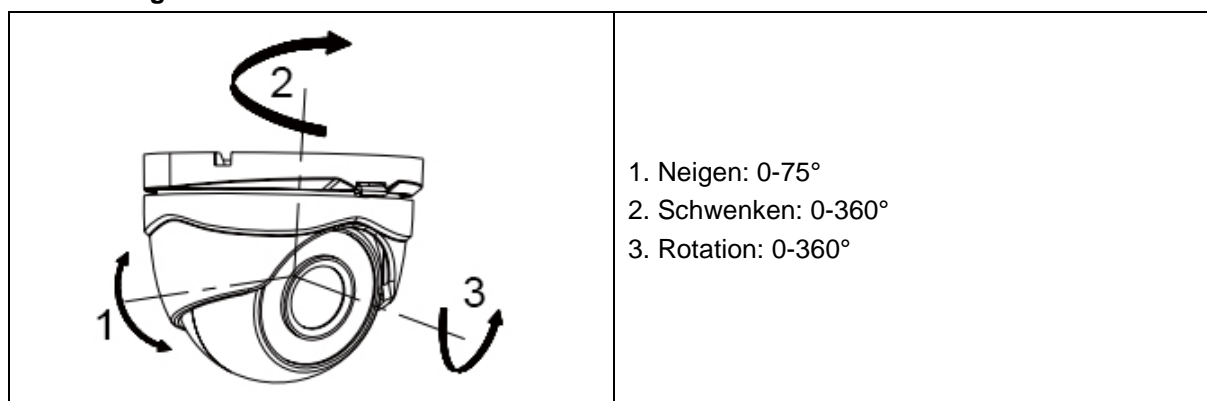 2
1
3
1. Neigen: 0-75°
2. Schwenken: 0-360°
3. Rotation: 0-360°